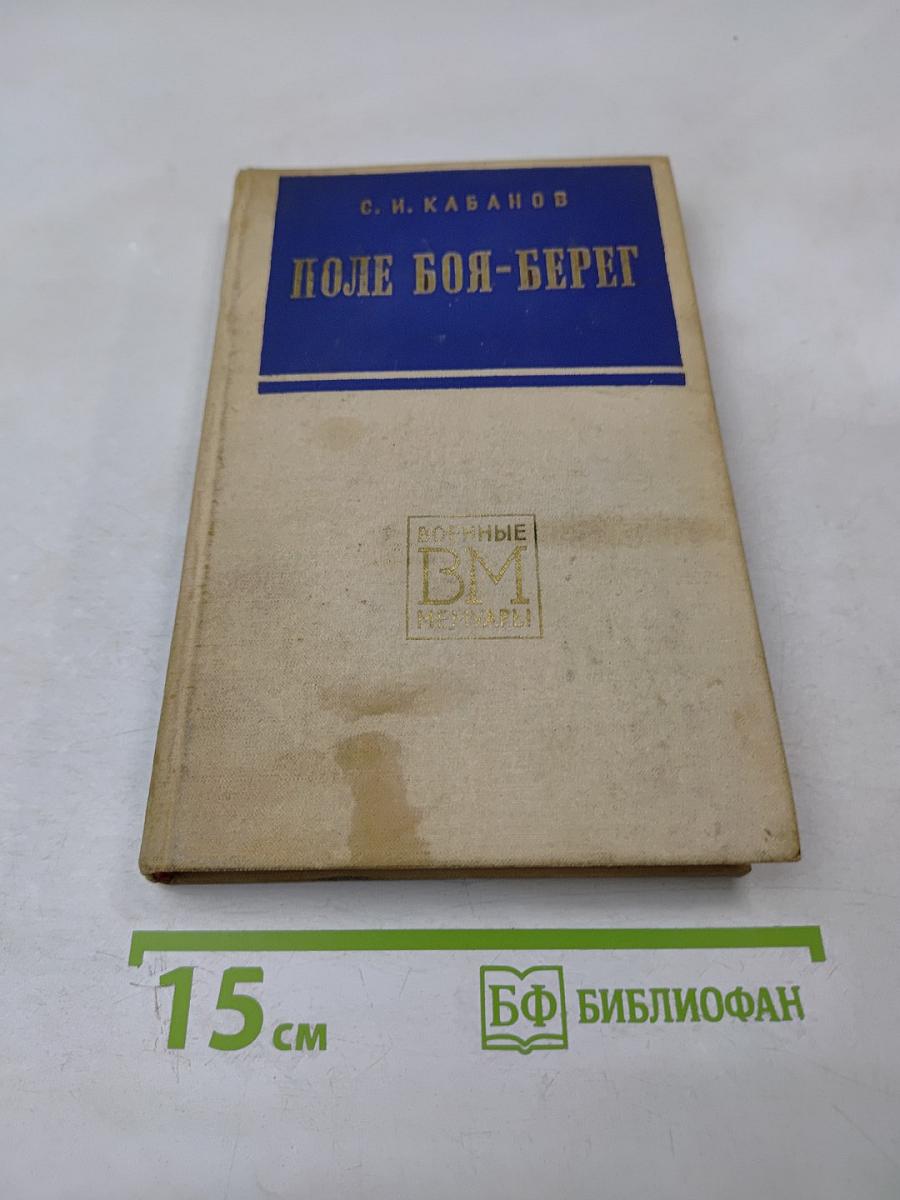 С. И. КАБАНОВ
ПОЛЕ БОЯ-БЕРЕГ
ВОЕННЫЕ
ВМ
МЕМУАРЫ
15 см
БФ БИБЛИОФАН